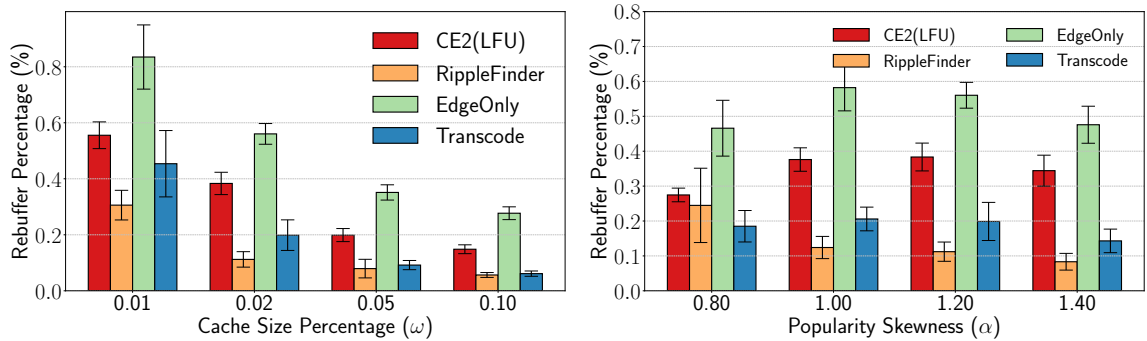 Rebuffer Percentage (%)
0.8
0.6
0.4
0.2
0.0
CE2(LFU)
RippleFinder
EdgeOnly
Transcode
0.01 0.02 0.05 0.10
Cache Size Percentage (ω)
Rebuffer Percentage (%)
0.8
0.7
0.6
0.5
0.4
0.3
0.2
0.1
0.0
CE2(LFU) EdgeOnly
RippleFinder Transcode
0.80 1.00 1.20 1.40
Popularity Skewness (α)